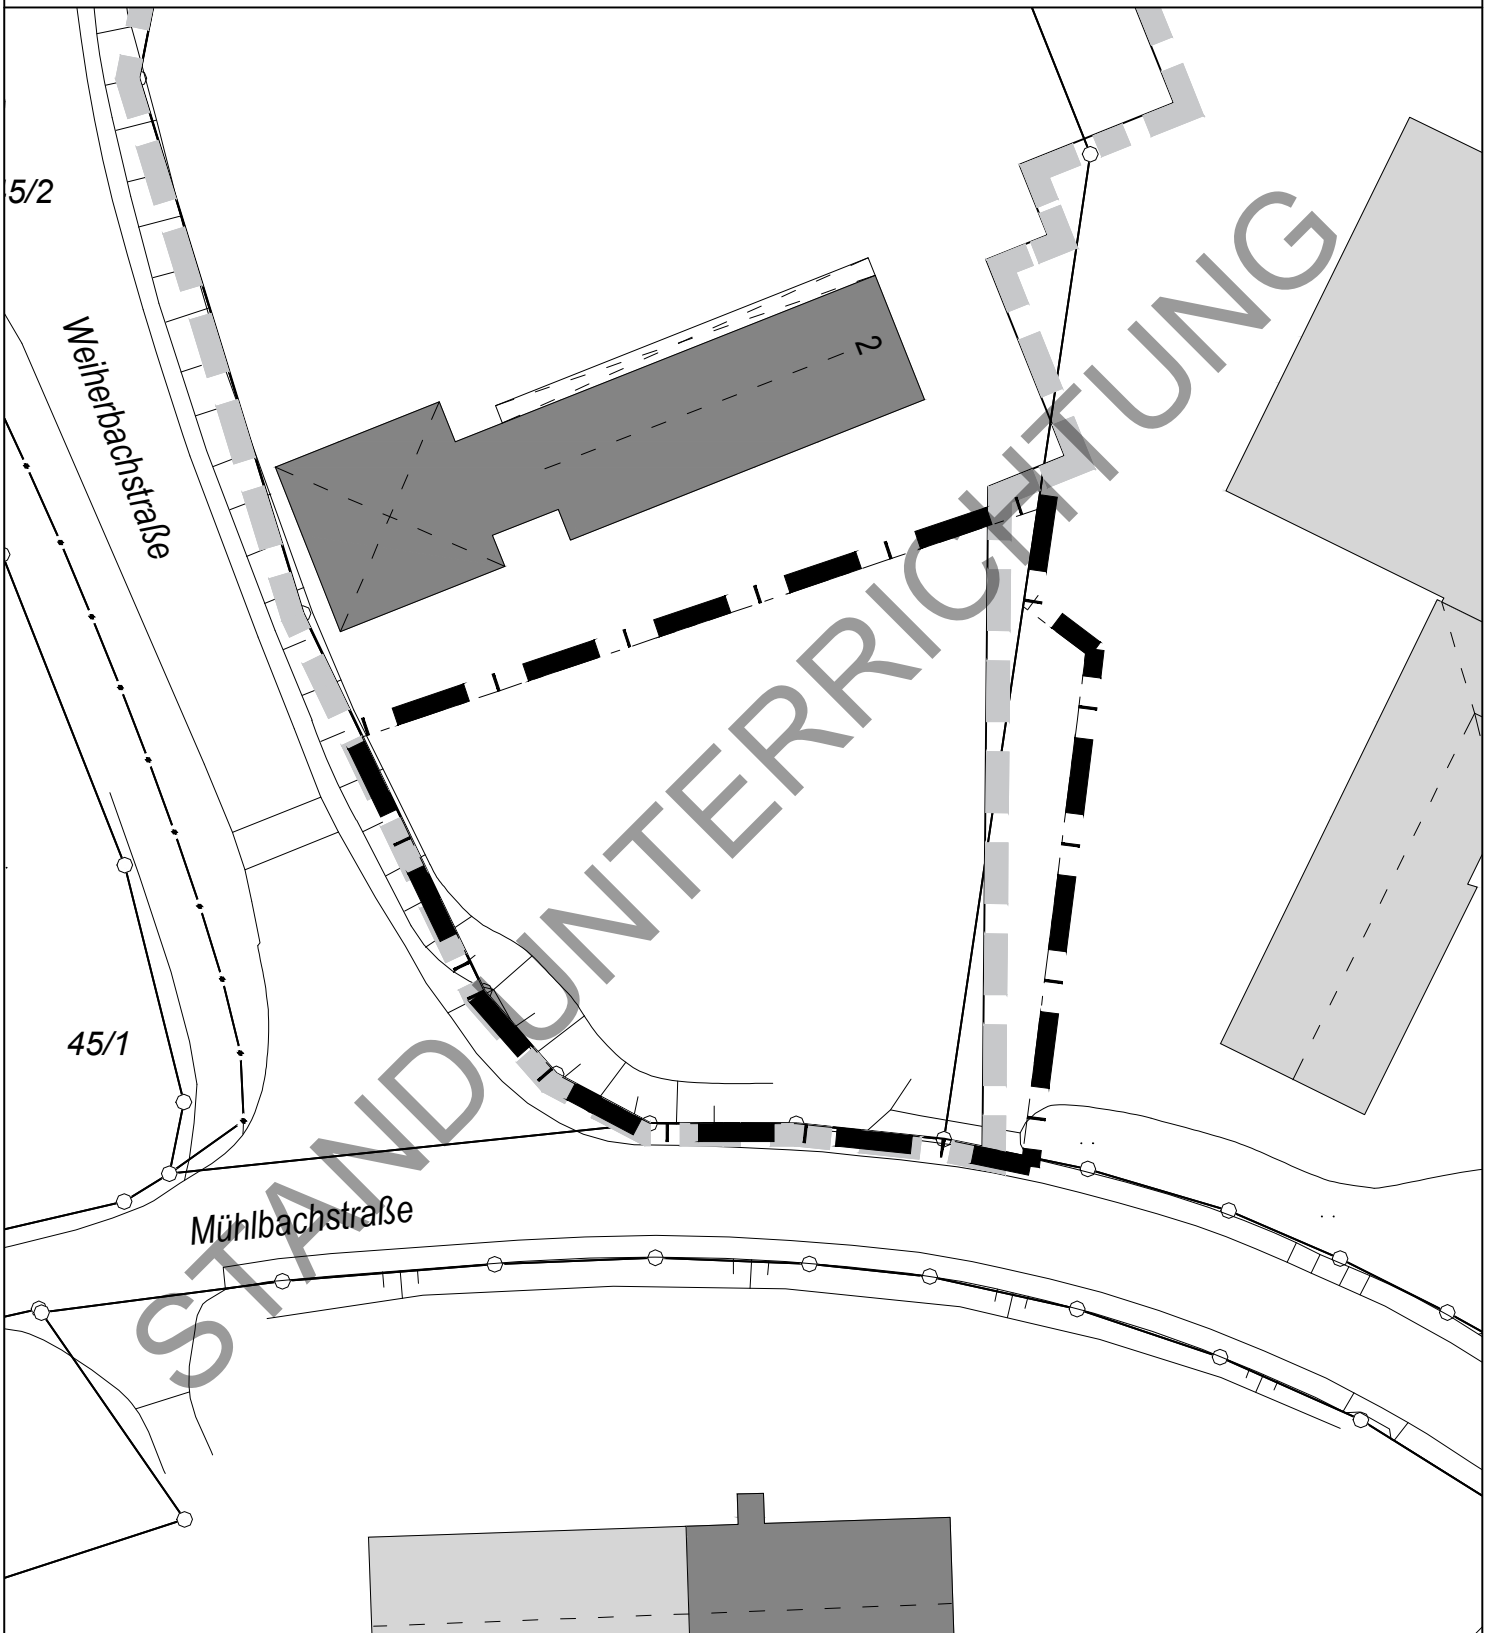 5/2
Weiherbachstraße
2
STAND UNTERRICHTUNG
45/1
Mühlbachstraße